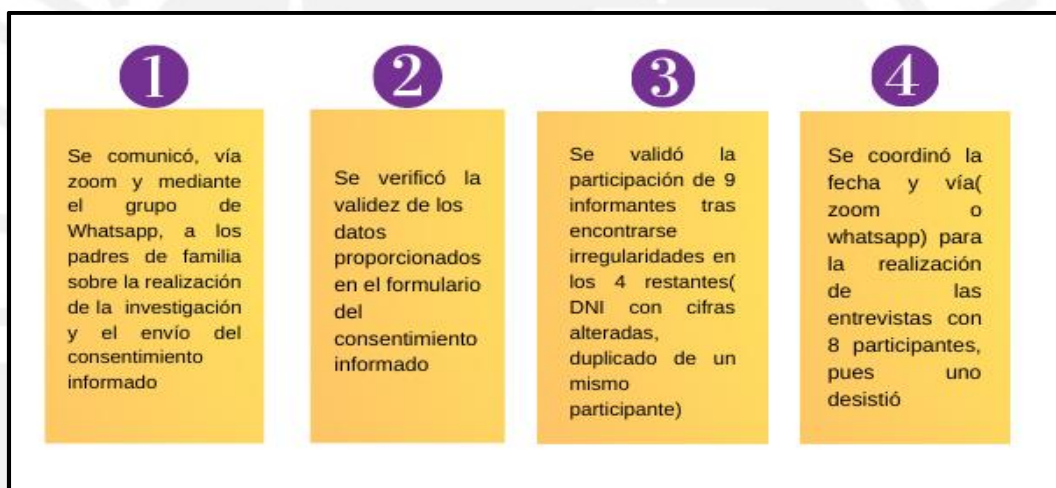 1
Se comunicó, vía
zoom y mediante
el grupo de
Whatsapp, a los
padres de familia
sobre la realización
de la investigación
y el envío del
consentimiento
informado
2
Se verificó la
validez de los
datos
proporcionados
en el formulario
del
consentimiento
informado
3
Se validó la
participación de 9
informantes tras
encontrarse
irregularidades en
los 4 restantes(
DNI con cifras
alteradas,
duplicado de un
mismo
participante)
4
Se coordinó la
fecha y vía(
zoom o
whatsapp) para
la realización
de las
entrevistas con
8 participantes,
pues uno
desistió